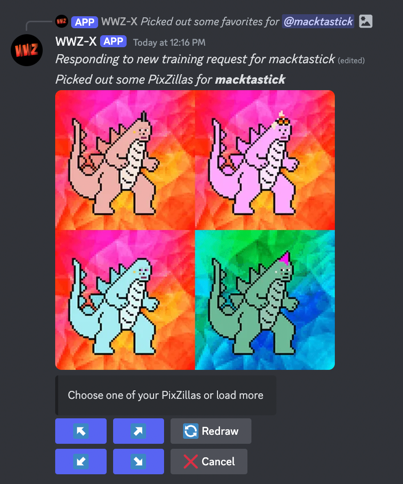 WWZ APP WWZ-X Picked out some favorites for @macktastick
WWZ WWZ-X APP Today at 12:16 PM
Responding to new training request for macktastick (edited)
Picked out some PixZillas for macktastick
Choose one of your PixZillas or load more
Redraw
Cancel